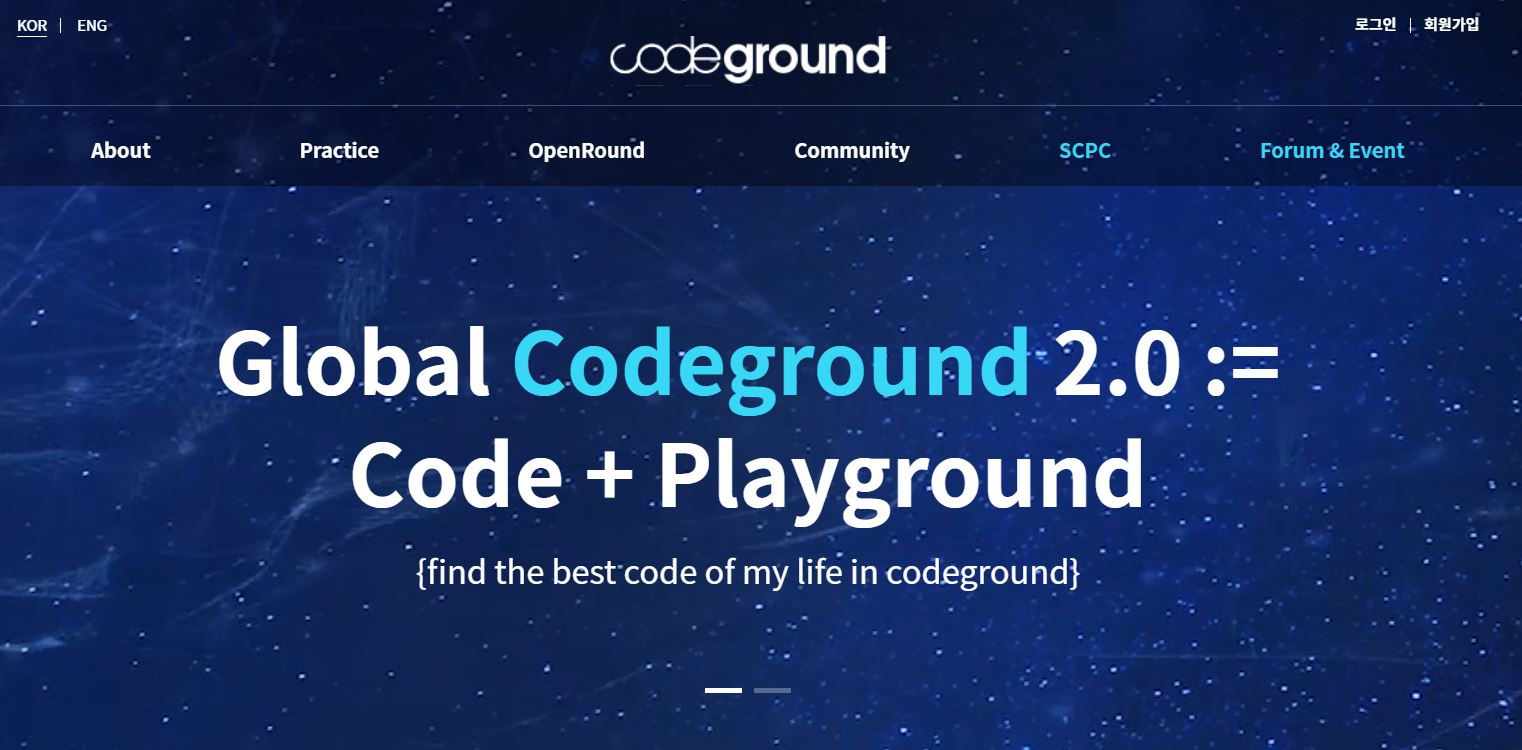 KOR | ENG
로그인 | 회원가입
codeground
About Practice OpenRound Community SCPC Forum & Event
Global Codeground 2.0 :=
Code + Playground
{find the best code of my life in codeground}